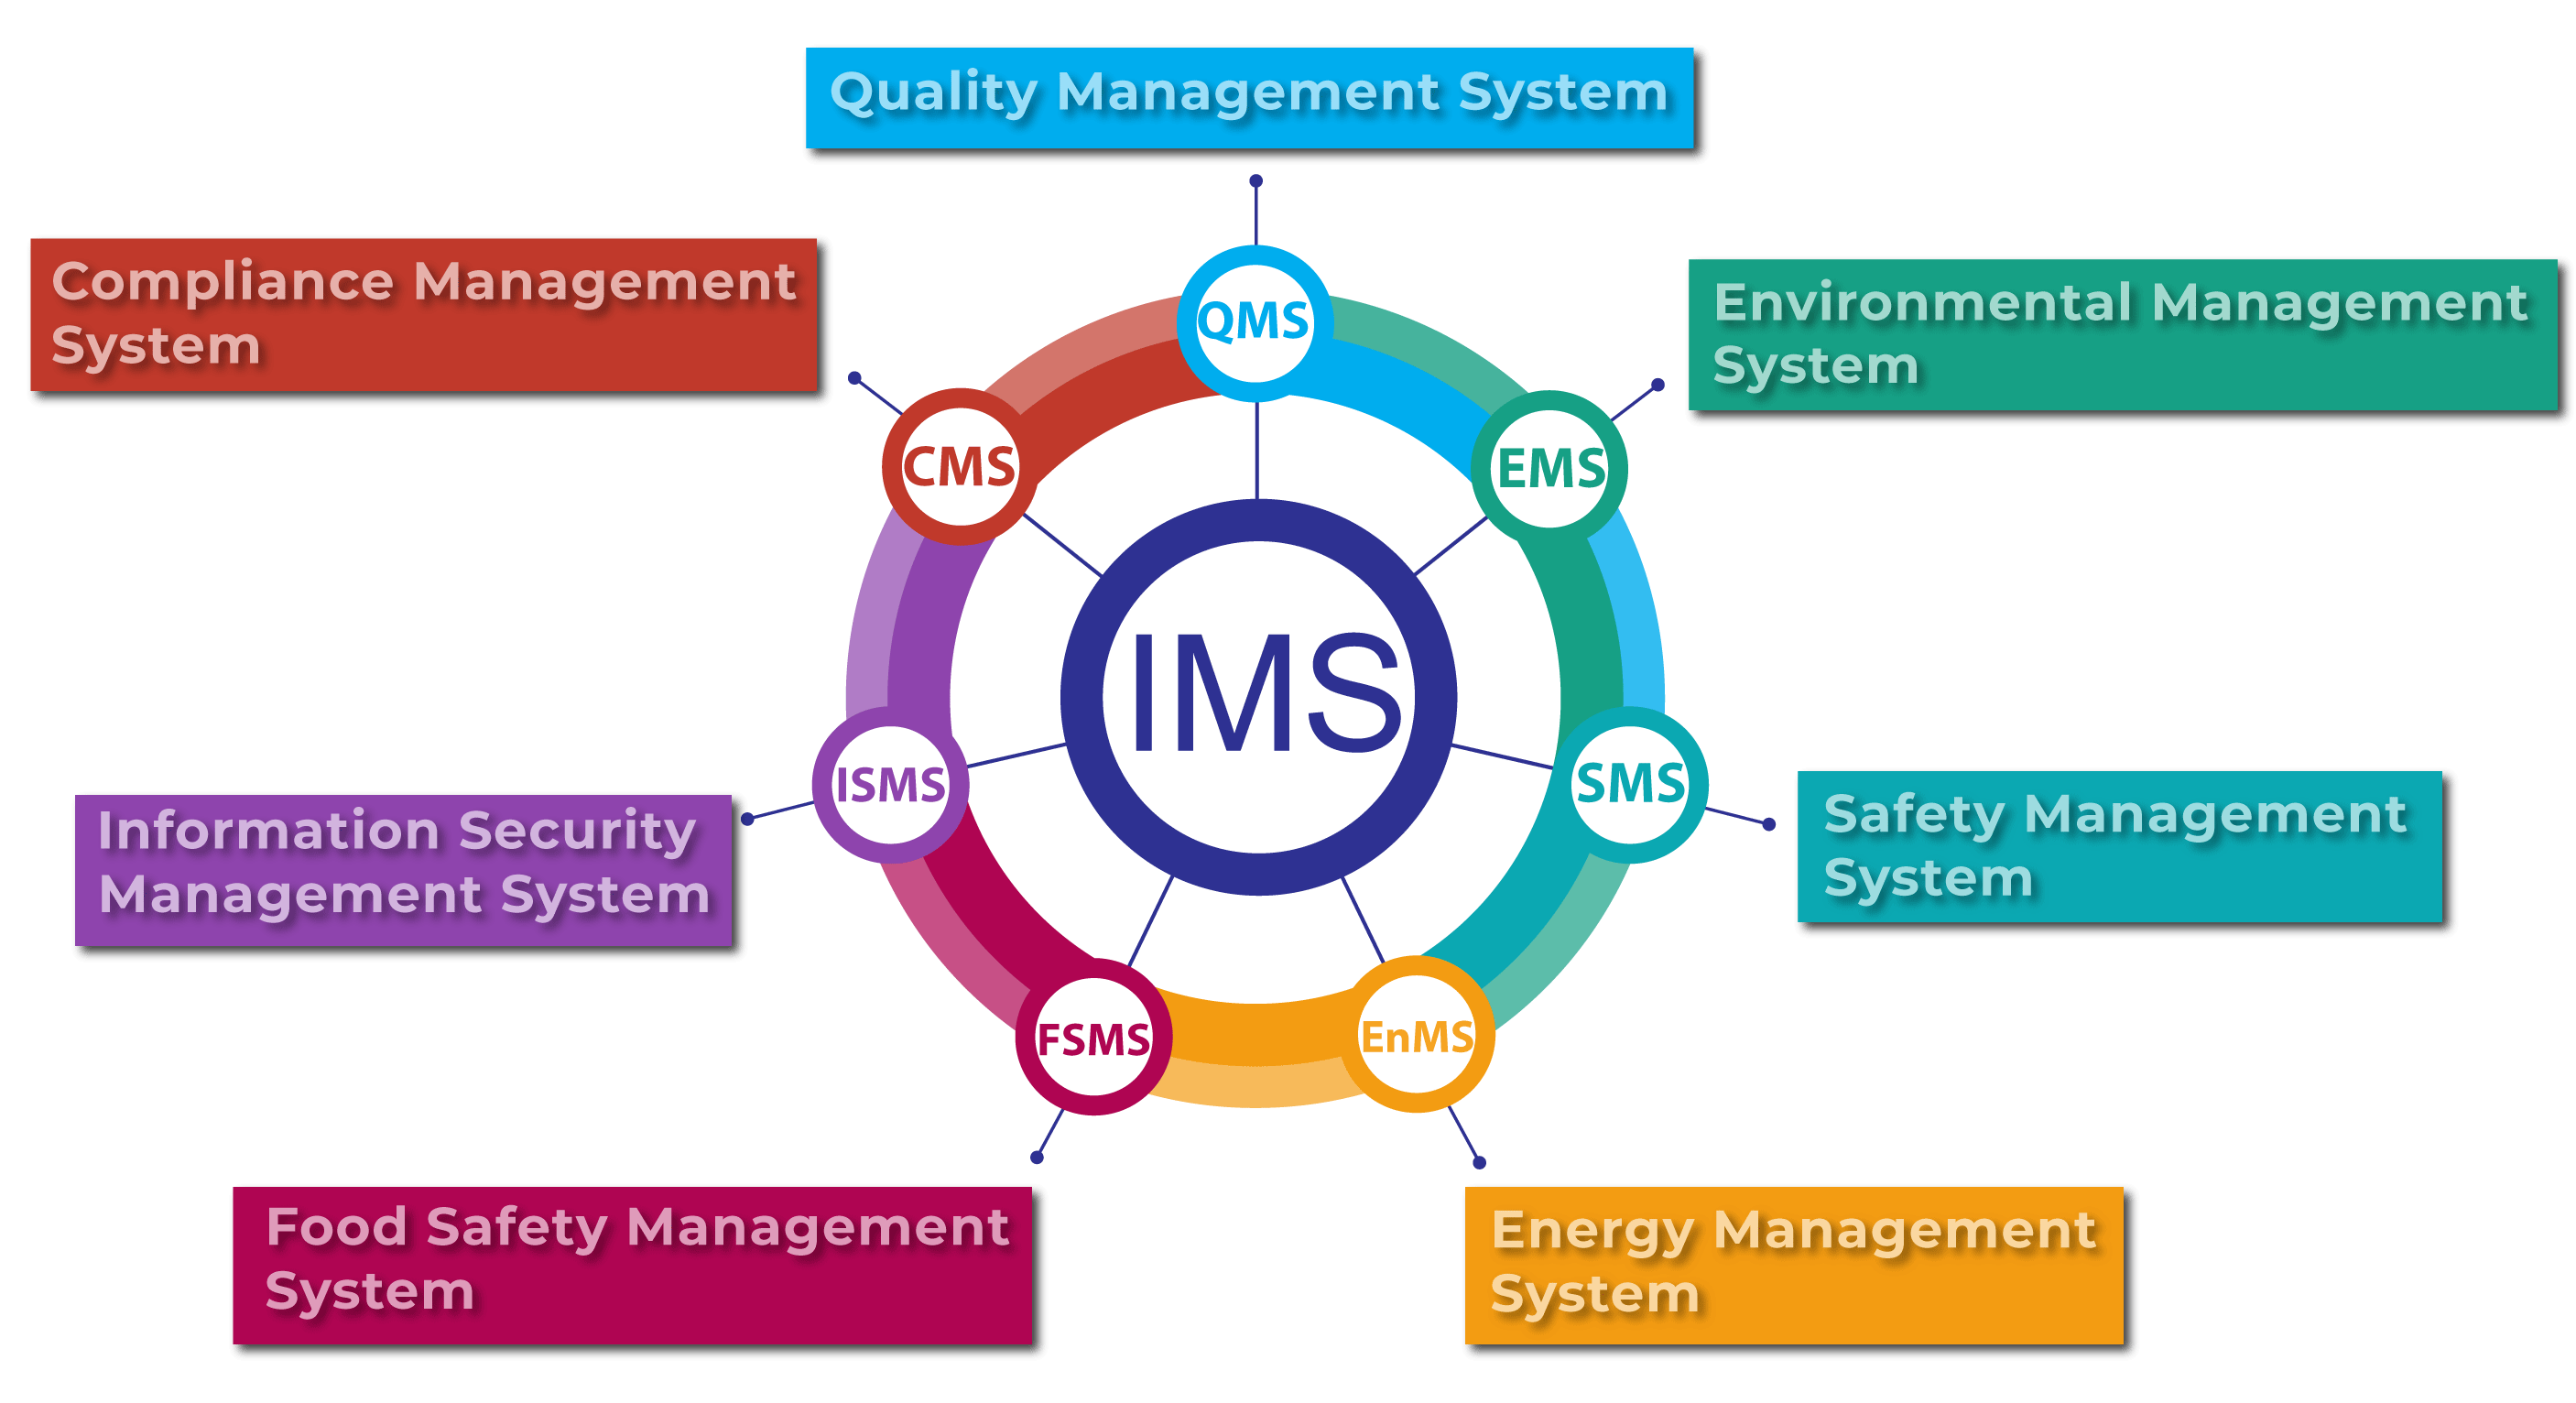 Quality Management System
Compliance Management
System
Environmental Management
System
QMS
CMS
EMS
IMS
ISMS
SMS
Information Security
Management System
Safety Management
System
FSMS
EnMS
Food Safety Management
System
Energy Management
System